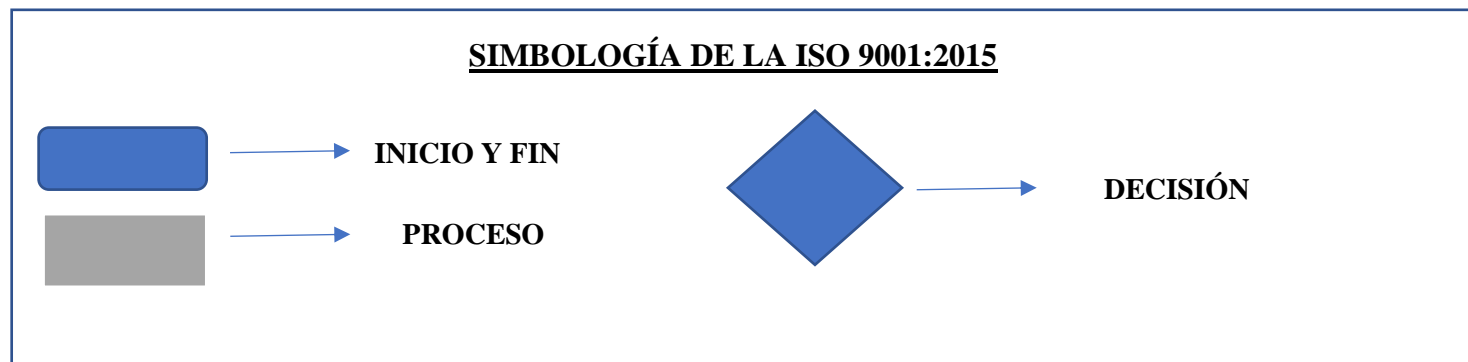 SIMBOLOGÍA DE LA ISO 9001:2015
INICIO Y FIN
PROCESO
DECISIÓN